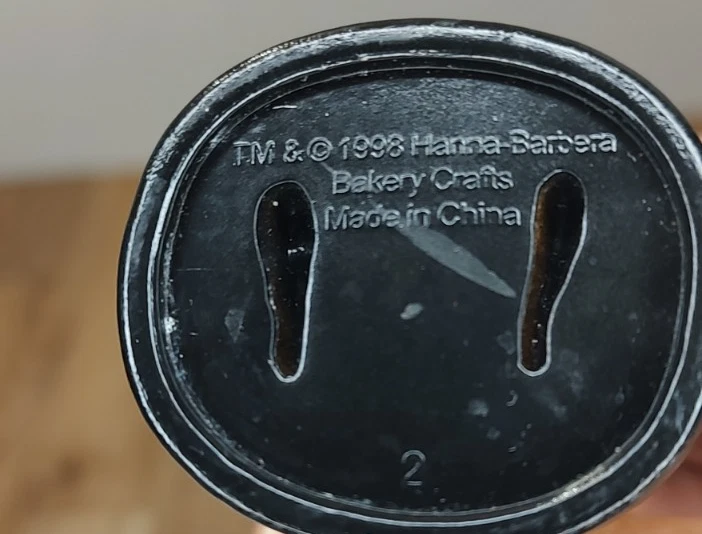 TM & © 1998 Hanna-Barbera
Bakery Crafts
Made in China
2